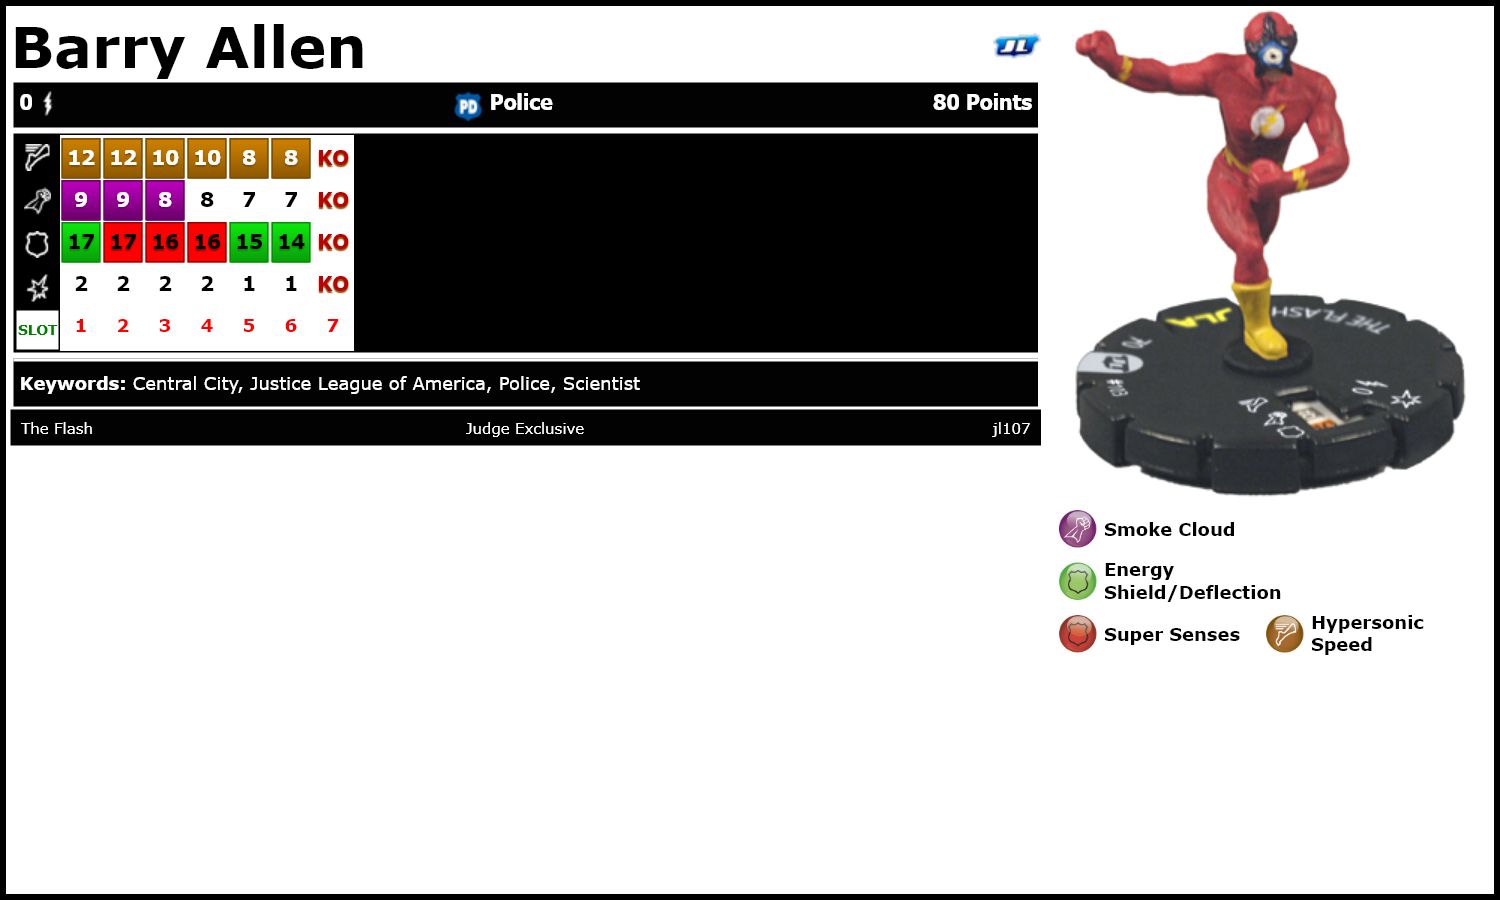 Barry Allen
JL
0 PD Police 80 Points
12 12 10 10 8 8 KO
9 9 8 8 7 7 KO
17 17 16 16 15 14 KO
2 2 2 2 1 1 KO
SLOT 1 2 3 4 5 6 7
Keywords: Central City, Justice League of America, Police, Scientist
The Flash Judge Exclusive jl107
JLA
THE FLASH
#103
0
Smoke Cloud
Energy
Shield/Deflection
Super Senses
Hypersonic
Speed